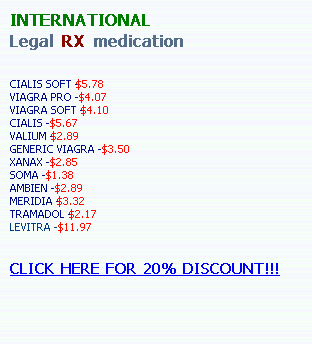 INTERNATIONAL
Legal RX medication
CIALIS SOFT $5.78
VIAGRA PRO -$4.07
VIAGRA SOFT $4.10
CIALIS -$5.67
VALIUM $2.89
GENERIC VIAGRA -$3.50
XANAX -$2.85
SOMA -$1.38
AMBIEN -$2.89
MERIDIA $3.32
TRAMADOL $2.17
LEVITRA -$11.97
CLICK HERE FOR 20% DISCOUNT!!!